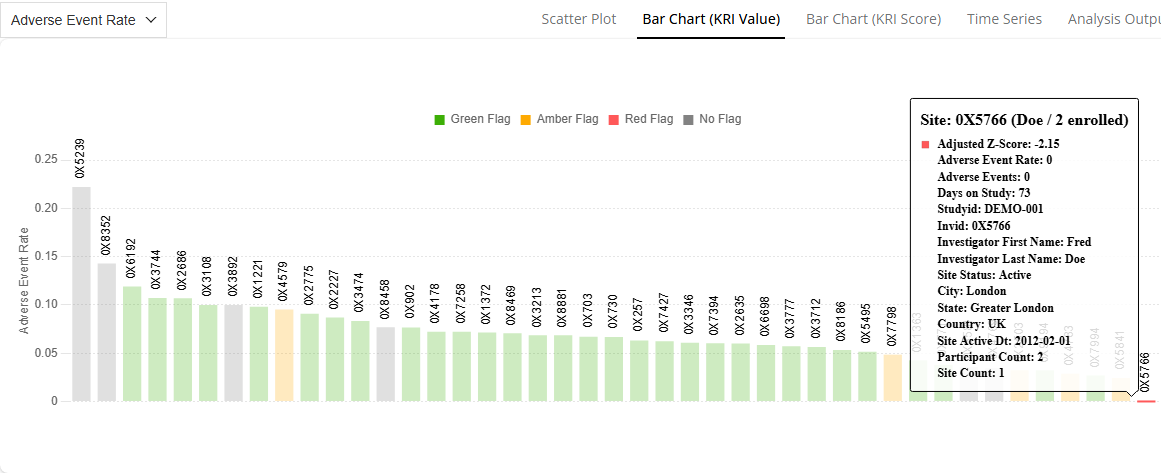 Adverse Event Rate
Scatter Plot
Bar Chart (KRI Value)
Bar Chart (KRI Score)
Time Series
Analysis Outpu
Green Flag
Amber Flag
Red Flag
No Flag
Adverse Event Rate
0.25
0.20
0.15
0.10
0.05
0
0X5239
0X8352
0X6192
0X3744
0X2686
0X3108
0X3892
0X1221
0X4579
0X2775
0X2227
0X3474
0X8458
0X902
0X4178
0X7258
0X1372
0X8469
0X3213
0X8881
0X703
0X730
0X257
0X7427
0X3346
0X7394
0X2635
0X6698
0X3777
0X3712
0X8186
0X5495
0X7798
0X1363
0X7994
0X5841
0X5766
Site: 0X5766 (Doe / 2 enrolled)
Adjusted Z-Score: -2.15
Adverse Event Rate: 0
Adverse Events: 0
Days on Study: 73
Studyid: DEMO-001
Invid: 0X5766
Investigator First Name: Fred
Investigator Last Name: Doe
Site Status: Active
City: London
State: Greater London
Country: UK
Site Active Dt: 2012-02-01
Participant Count: 2
Site Count: 1